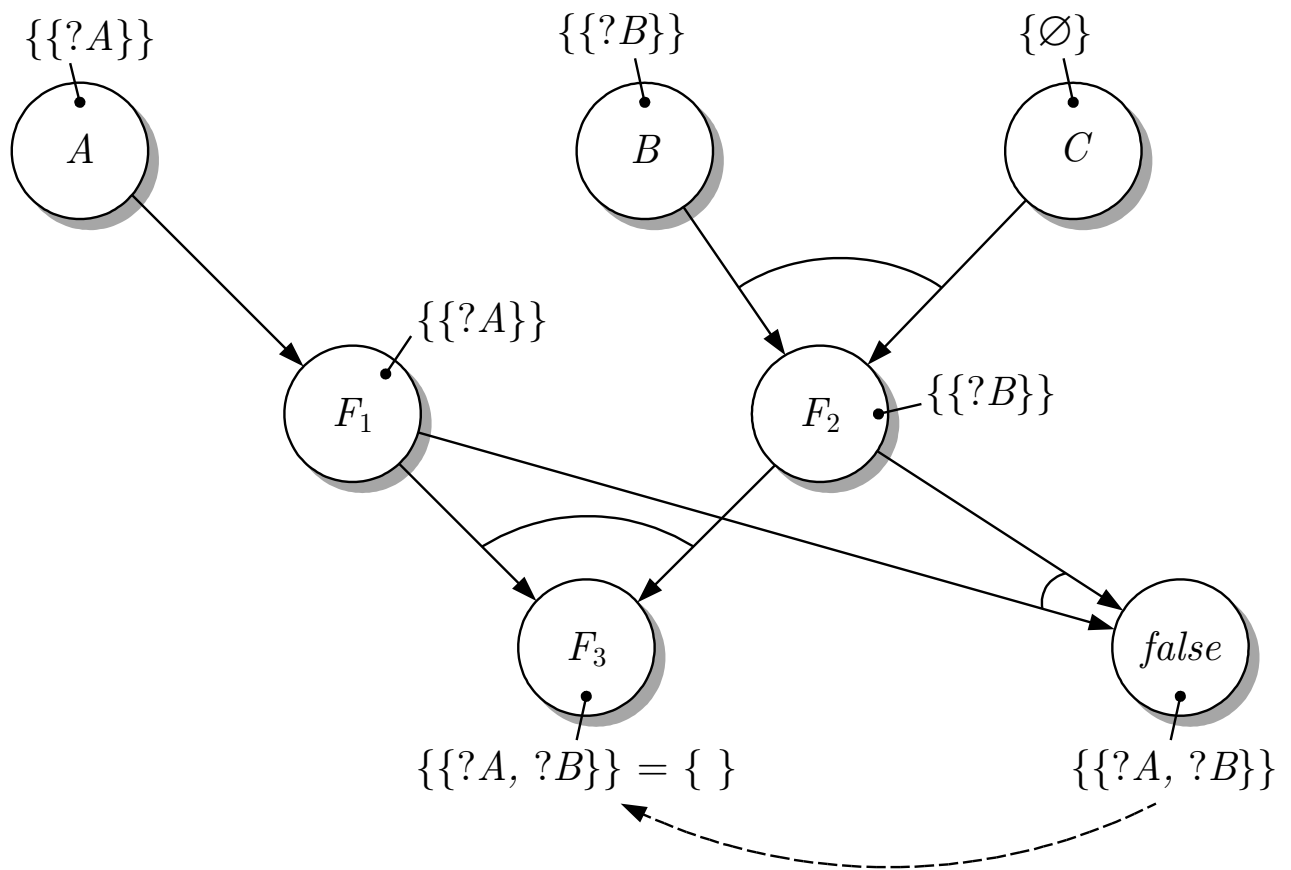 {{?A}}
{{?B}}
{∅}
A
B
C
{{?A}}
F₁
F₂
{{?B}}
F₃
false
{{?A, ?B}} = { }
{{?A, ?B}}